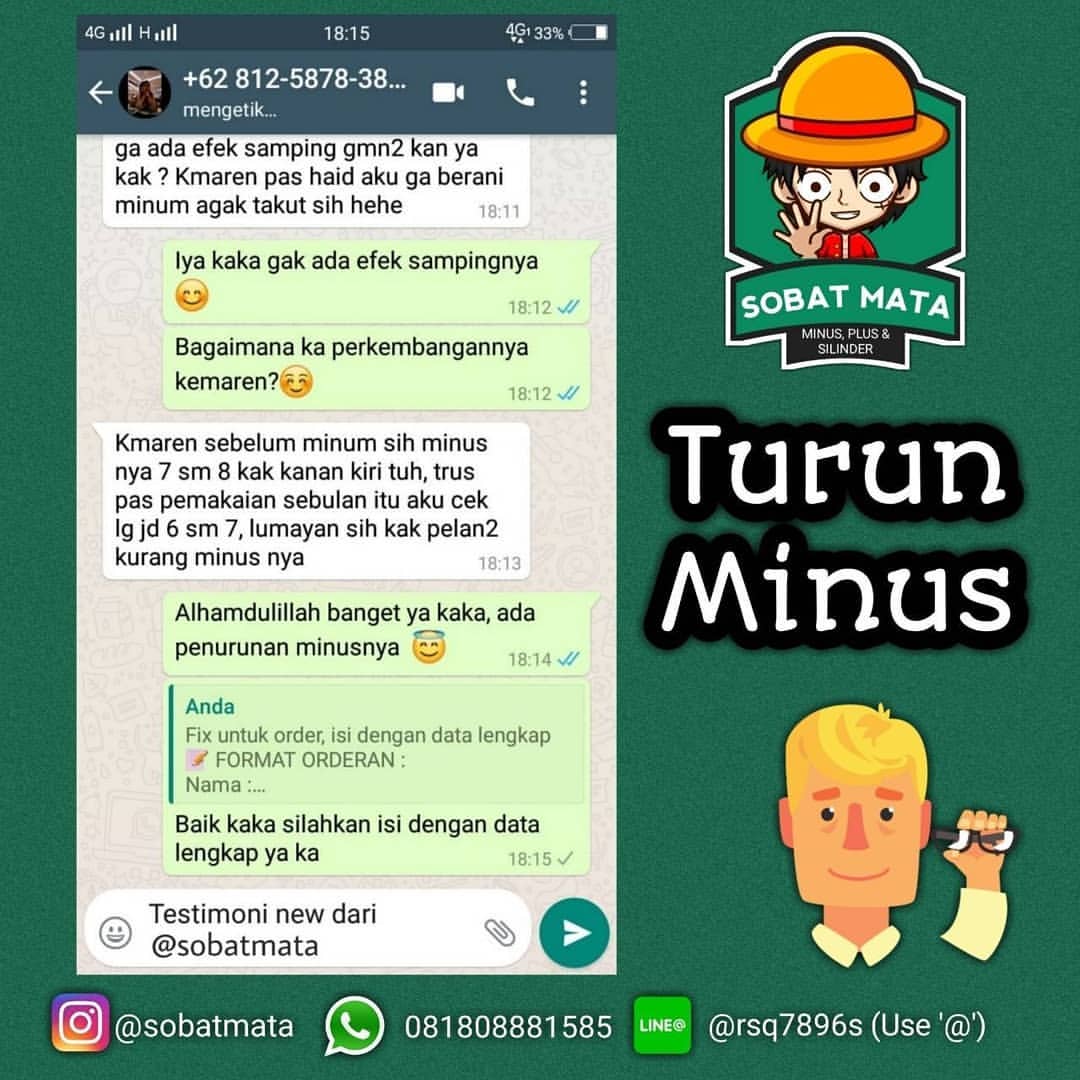 4G H 18:15 4G 33%
+62 812-5878-38...
mengetik...
ga ada efek samping gmn2 kan ya
kak ? Kmaren pas haid aku ga berani
minum agak takut sih hehe
18:11
Iya kaka gak ada efek sampingnya
😊
18:12
Bagaimana ka perkembangannya
kemaren?😊
18:12
Kmaren sebelum minum sih minus
nya 7 sm 8 kak kanan kiri tuh, trus
pas pemakaian sebulan itu aku cek
lg jd 6 sm 7, lumayan sih kak pelan2
kurang minus nya
18:13
Alhamdulillah banget ya kaka, ada
penurunan minusnya 😇
18:14
Anda
Fix untuk order, isi dengan data lengkap
📝 FORMAT ORDERAN :
Nama :...
Baik kaka silahkan isi dengan data
lengkap ya ka
18:15
Testimoni new dari
@sobatmata
SOBAT MATA
MINUS, PLUS &
SILINDER
Turun
Minus
@sobatmata
081808881585
LINE@
@rsq7896s (Use '@')